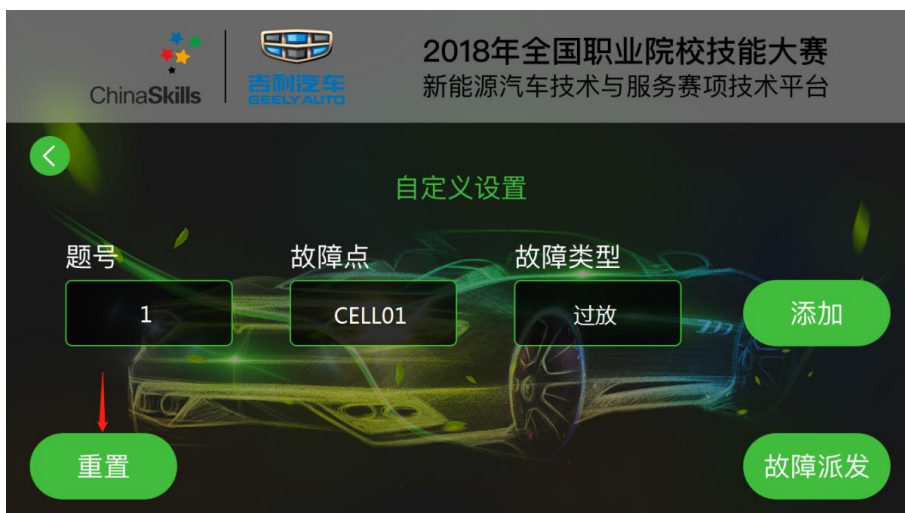 ChinaSkills
吉利汽车
GEELY AUTO
2018年全国职业院校技能大赛
新能源汽车技术与服务赛项技术平台
自定义设置
题号
故障点
故障类型
1
CELL01
过放
添加
重置
故障派发